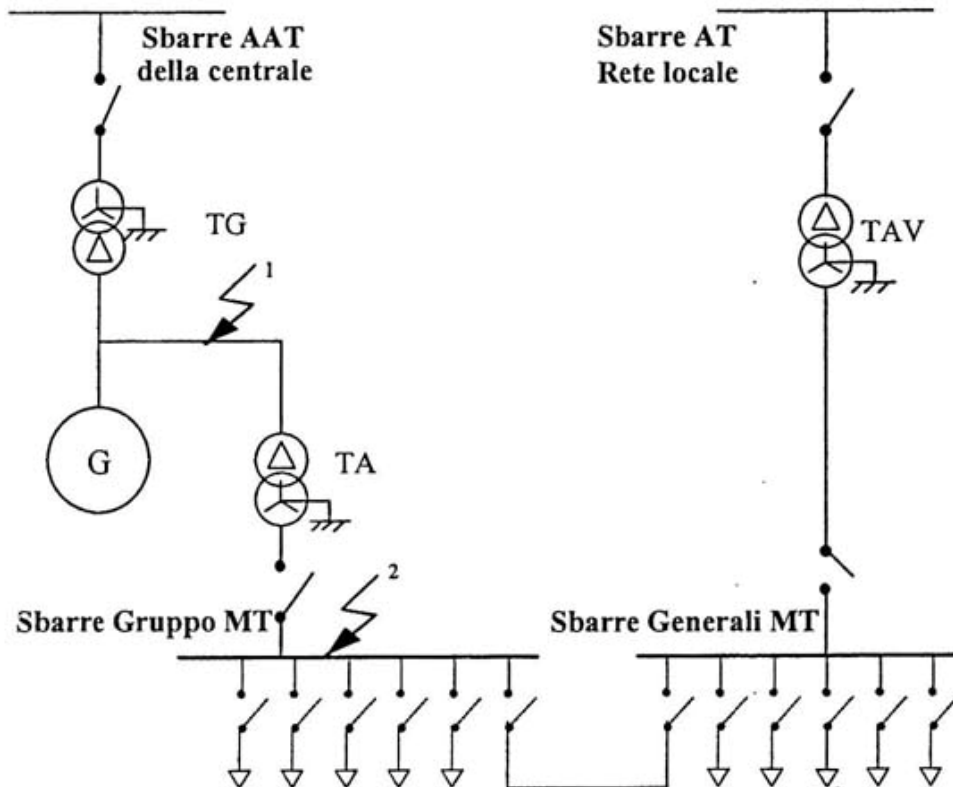 Sbarre AAT
della centrale
Sbarre AT
Rete locale
TG
TAV
1
G
TA
2
Sbarre Gruppo MT
Sbarre Generali MT